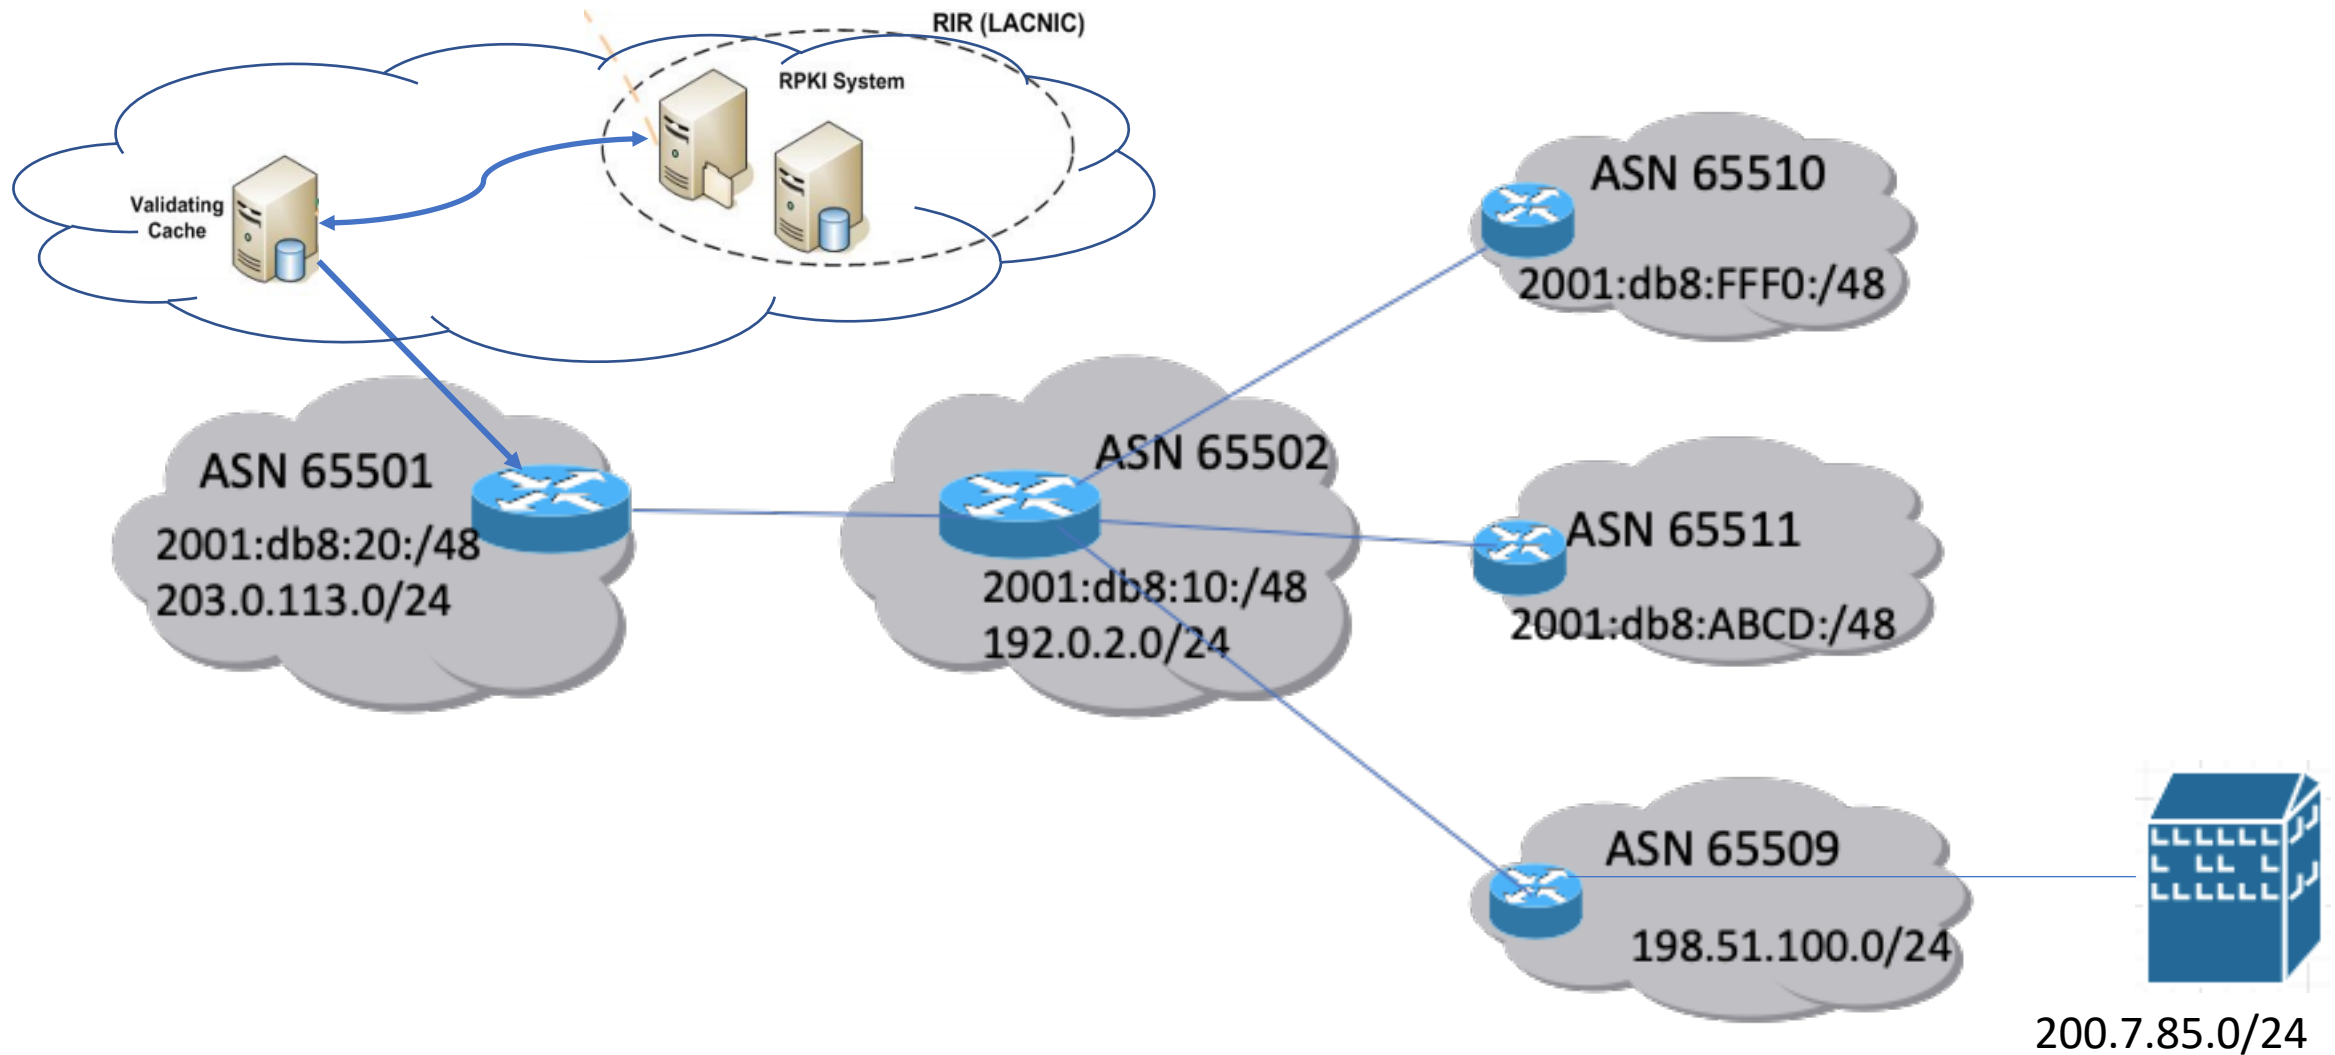 RIR (LACNIC)
RPKI System
Validating
Cache
ASN 65510
2001:db8:FFF0:/48
ASN 65501
2001:db8:20:/48
203.0.113.0/24
ASN 65502
2001:db8:10:/48
192.0.2.0/24
ASN 65511
2001:db8:ABCD:/48
ASN 65509
198.51.100.0/24
200.7.85.0/24